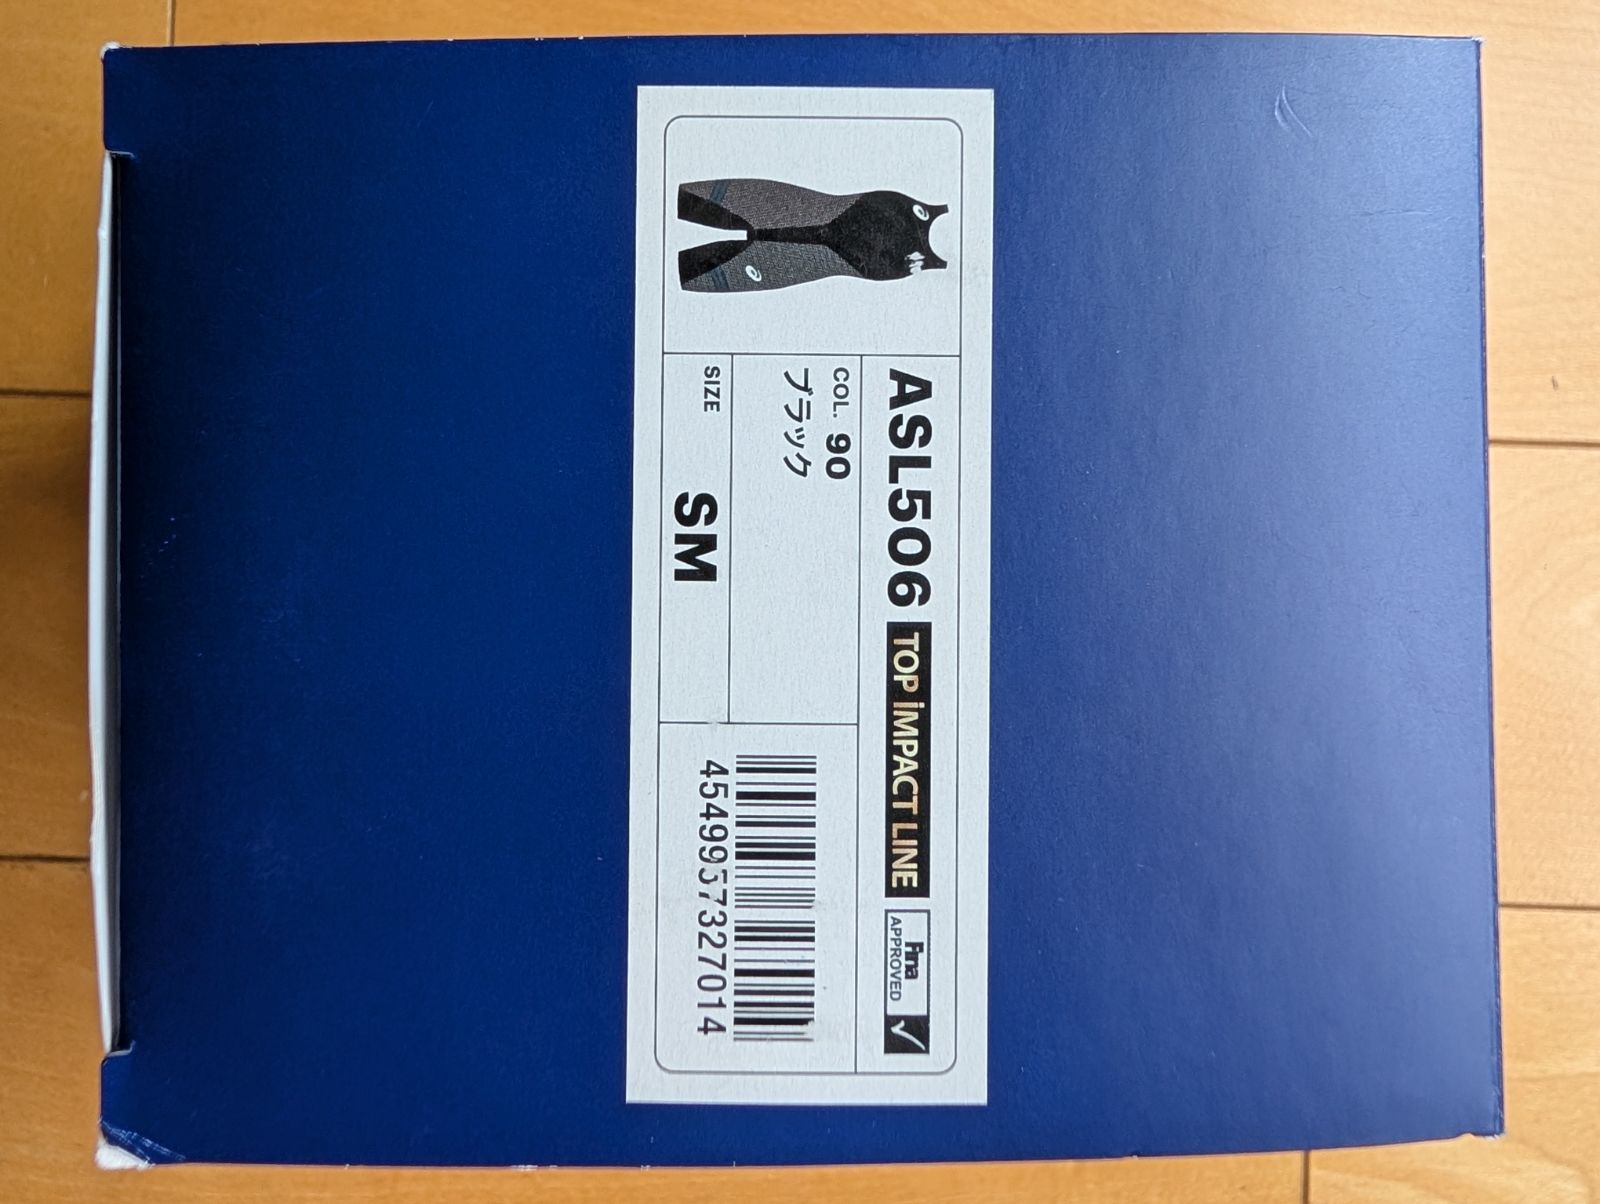 ASL506 TOP IMPACT LINE Fina APPROVED
COL. 90
ブラック
SIZE SM
4549957327014